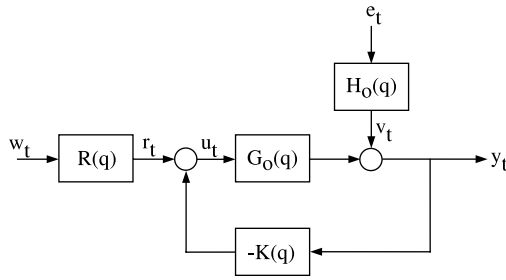 e_t
H_o(q)
v_t
w_t
R(q)
r_t
u_t
G_o(q)
y_t
-K(q)